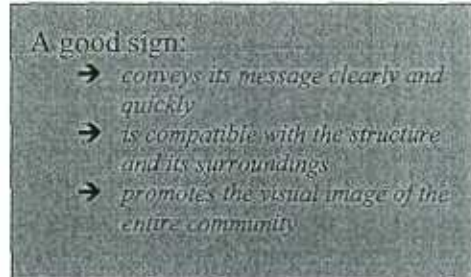 A good sign:
➔ conveys its message clearly and
quickly
➔ is compatible with the structure
and its surroundings
➔ promotes the visual image of the
entire community